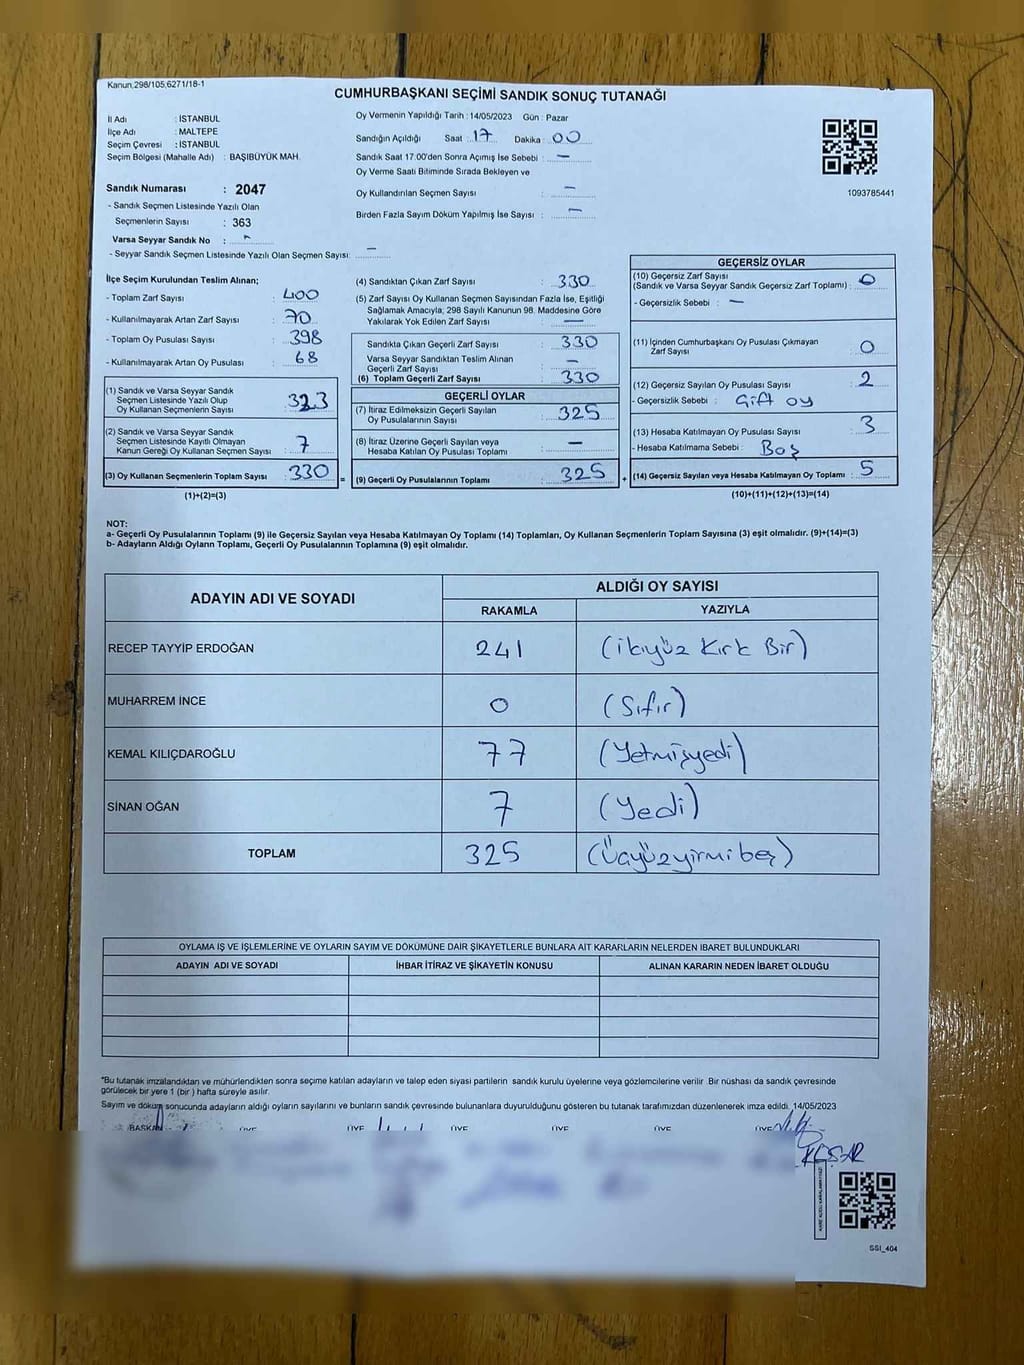 Kanun,298/105,6271/18-1
CUMHURBAŞKANI SEÇİMİ SANDIK SONUÇ TUTANAĞI
İl Adı : İSTANBUL
İlçe Adı : MALTEPE
Seçim Çevresi : İSTANBUL
Seçim Bölgesi (Mahalle Adı) : BAŞIBÜYÜK MAH.
Sandık Numarası : 2047
- Sandık Seçmen Listesinde Yazılı Olan
Seçmenlerin Sayısı : 363
Varsa Seyyar Sandık No : -
- Seyyar Sandık Seçmen Listesinde Yazılı Olan Seçmen Sayısı: -
Oy Vermenin Yapıldığı Tarih : 14/05/2023 Gün : Pazar
Sandığın Açıldığı Saat : 17 Dakika : 00
Sandık Saat 17:00'den Sonra Açımış İse Sebebi : -
Oy Verme Saati Bitiminde Sırada Bekleyen ve
Oy Kullandırılan Seçmen Sayısı : -
Birden Fazla Sayım Döküm Yapılmış İse Sayısı : -
1093785441
İlçe Seçim Kurulundan Teslim Alınan;
- Toplam Zarf Sayısı : 400
- Kullanılmayarak Artan Zarf Sayısı : 70
- Toplam Oy Pusulası Sayısı : 398
- Kullanılmayarak Artan Oy Pusulası : 68
(1) Sandık ve Varsa Seyyar Sandık
Seçmen Listesinde Yazılı Olup
Oy Kullanan Seçmenlerin Sayısı : 323
(2) Sandık ve Varsa Seyyar Sandık
Seçmen Listesinde Kayıtlı Olmayan
Kanun Gereği Oy Kullanan Seçmen Sayısı : 7
(3) Oy Kullanan Seçmenlerin Toplam Sayısı : 330
(1)+(2)=(3)
=
(4) Sandıktan Çıkan Zarf Sayısı : 330
(5) Zarf Sayısı Oy Kullanan Seçmen Sayısından Fazla İse, Eşitliği
Sağlamak Amacıyla; 298 Sayılı Kanunun 98. Maddesine Göre
Yakılarak Yok Edilen Zarf Sayısı : -
Sandıkta Çıkan Geçerli Zarf Sayısı : 330
Varsa Seyyar Sandıktan Teslim Alınan
Geçerli Zarf Sayısı : -
(6) Toplam Geçerli Zarf Sayısı : 330
GEÇERLİ OYLAR
(7) İtiraz Edilmeksizin Geçerli Sayılan
Oy Pusulalarının Sayısı : 325
(8) İtiraz Üzerine Geçerli Sayılan veya
Hesaba Katılan Oy Pusulası Toplamı : -
(9) Geçerli Oy Pusulalarının Toplamı : 325
+
GEÇERSİZ OYLAR
(10) Geçersiz Zarf Sayısı
(Sandık ve Varsa Seyyar Sandık Geçersiz Zarf Toplamı) : 0
- Geçersizlik Sebebi : -
(11) İçinden Cumhurbaşkanı Oy Pusulası Çıkmayan
Zarf Sayısı : 0
(12) Geçersiz Sayılan Oy Pusulası Sayısı : 2
- Geçersizlik Sebebi : Çift oy
(13) Hesaba Katılmayan Oy Pusulası Sayısı : 3
- Hesaba Katılmama Sebebi : Boş
(14) Geçersiz Sayılan veya Hesaba Katılmayan Oy Toplamı : 5
(10)+(11)+(12)+(13)=(14)
NOT:
a- Geçerli Oy Pusulalarının Toplamı (9) ile Geçersiz Sayılan veya Hesaba Katılmayan Oy Toplamı (14) Toplamları, Oy Kullanan Seçmenlerin Toplam Sayısına (3) eşit olmalıdır. (9)+(14)=(3)
b- Adayların Aldığı Oyların Toplamı, Geçerli Oy Pusulalarının Toplamına (9) eşit olmalıdır.
ADAYIN ADI VE SOYADI
ALDIĞI OY SAYISI
RAKAMLA YAZIYLA
RECEP TAYYİP ERDOĞAN 241 (ikiyüz Kırk Bir)
MUHARREM İNCE 0 (Sıfır)
KEMAL KILIÇDAROĞLU 77 (Yetmişyedi)
SİNAN OĞAN 7 (Yedi)
TOPLAM 325 (Üçyüzyirmibeş)
OYLAMA İŞ VE İŞLEMLERİNE VE OYLARIN SAYIM VE DÖKÜMÜNE DAİR ŞİKAYETLERLE BUNLARA AİT KARARLARIN NELERDEN İBARET BULUNDUKLARI
ADAYIN ADI VE SOYADI İHBAR İTİRAZ VE ŞİKAYETİN KONUSU ALINAN KARARIN NEDEN İBARET OLDUĞU
*Bu tutanak imzalandıktan ve mühürlendikten sonra seçime katılan adayların ve talep eden siyasi partilerin sandık kurulu üyelerine veya gözlemcilerine verilir. Bir nüshası da sandık çevresinde
görülecek bir yere 1 (bir) hafta süreyle asılır.
Sayım ve döküm sonucunda adayların aldığı oyların sayılarını ve bunların sandık çevresinde bulunanlara duyurulduğunu gösteren bu tutanak tarafımızdan düzenlenerek imza edildi. 14/05/2023
BAŞKAN ÜYE ÜYE ÜYE ÜYE ÜYE ÜYE
SSI_404